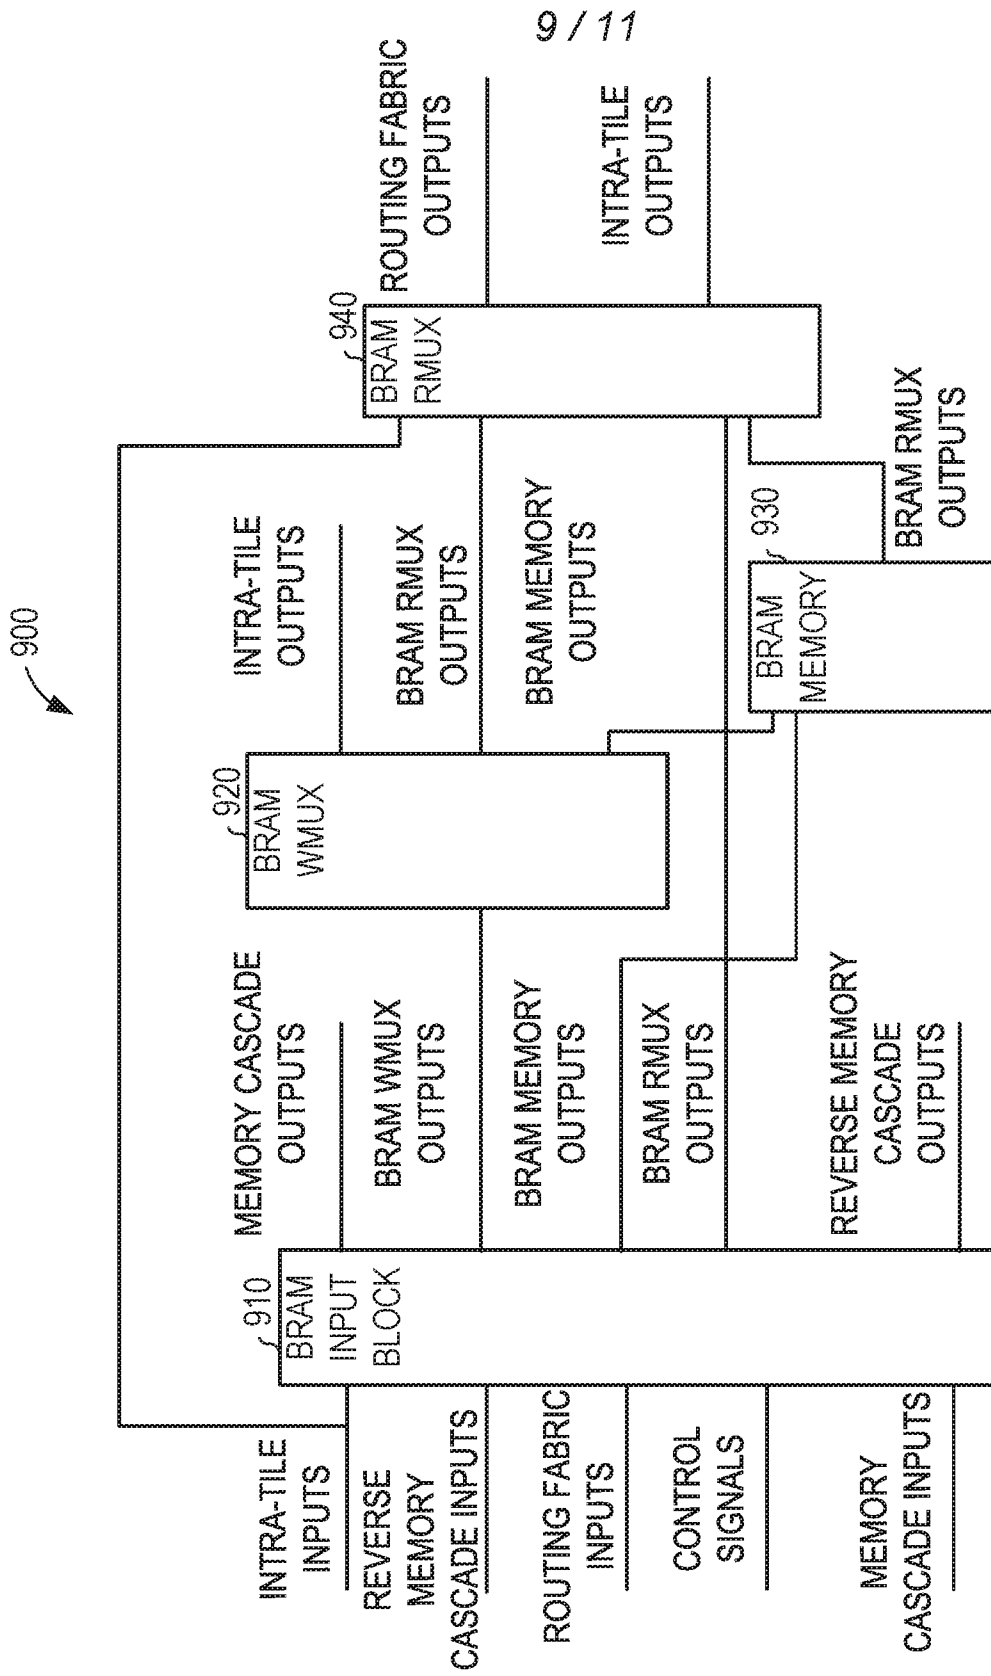 9 / 11
900
INTRA-TILE
INPUTS
REVERSE
MEMORY
CASCADE INPUTS
ROUTING FABRIC
INPUTS
CONTROL
SIGNALS
MEMORY
CASCADE INPUTS
910
BRAM
INPUT
BLOCK
MEMORY CASCADE
OUTPUTS
BRAM WMUX
OUTPUTS
BRAM MEMORY
OUTPUTS
BRAM RMUX
OUTPUTS
REVERSE MEMORY
CASCADE
OUTPUTS
920
BRAM
WMUX
INTRA-TILE
OUTPUTS
BRAM RMUX
OUTPUTS
BRAM MEMORY
OUTPUTS
930
BRAM
MEMORY
BRAM RMUX
OUTPUTS
940
BRAM
RMUX
ROUTING FABRIC
OUTPUTS
INTRA-TILE
OUTPUTS